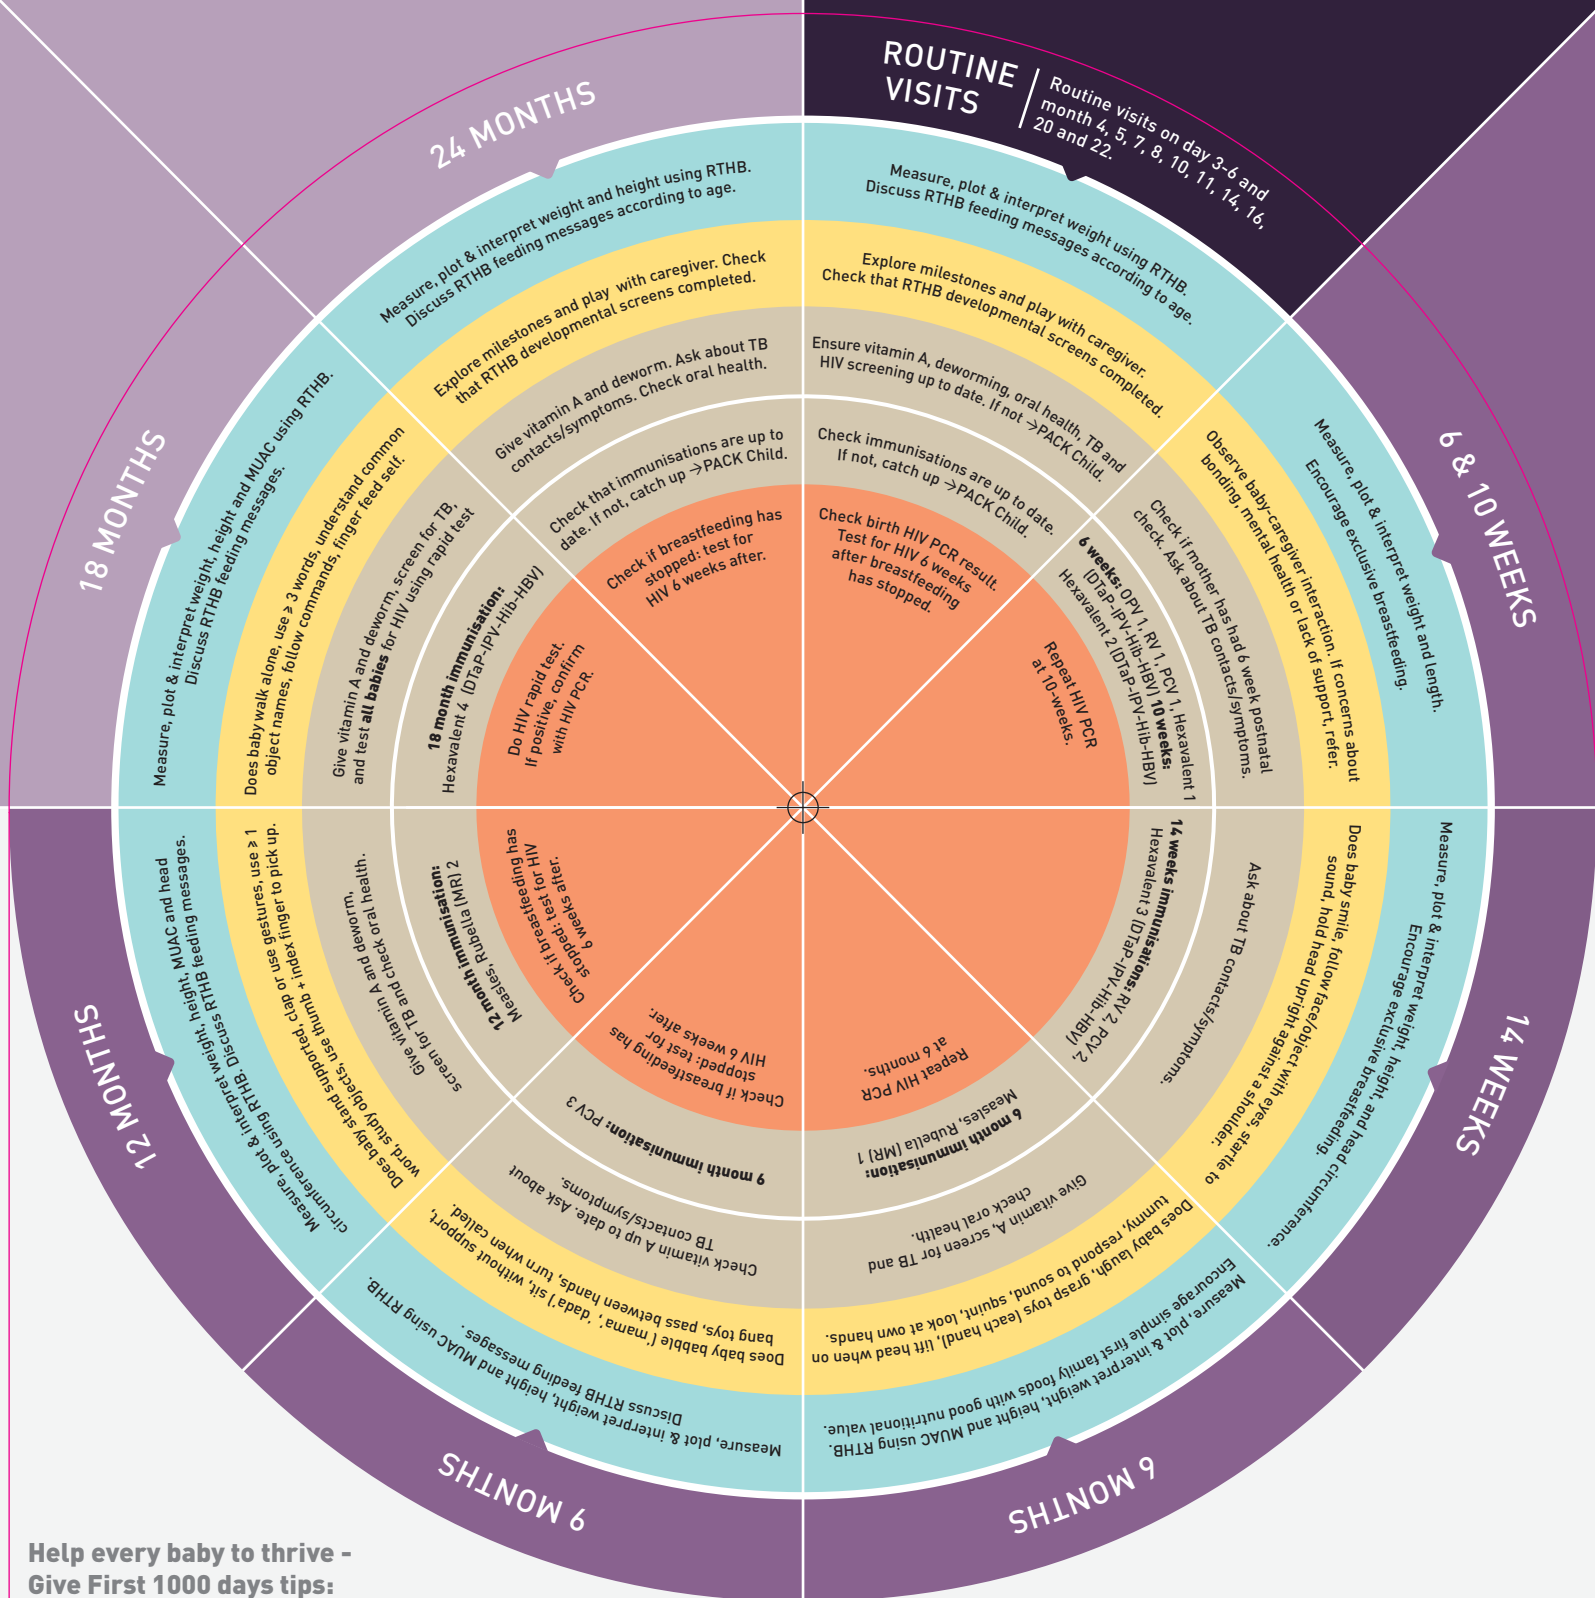 ROUTINE
VISITS
Routine visits on day 3-6 and
month 4, 5, 7, 8, 10, 11, 14, 16,
20 and 22.
Measure, plot & interpret weight using RTHB.
Discuss RTHB feeding messages according to age.
Explore milestones and play with caregiver.
Check that RTHB developmental screens completed.
Ensure vitamin A, deworming, oral health, TB and
HIV screening up to date. If not →PACK Child.
Check immunisations are up to date.
If not, catch up →PACK Child.
Check birth HIV PCR result.
Test for HIV 6 weeks
after breastfeeding
has stopped.
6 & 10 WEEKS
Measure, plot & interpret weight and length.
Encourage exclusive breastfeeding.
Observe baby-caregiver interaction. If concerns about
bonding, mental health or lack of support, refer.
Check if mother has had 6 week postnatal
check. Ask about TB contacts/symptoms.
6 weeks: OPV 1, RV 1, PCV 1, Hexavalent 1
(DTaP-IPV-Hib-HBV) 10 weeks:
Hexavalent 2 (DTaP-IPV-Hib-HBV)
Repeat HIV PCR
at 10-weeks.
14 WEEKS
Measure, plot & interpret weight, height, and head circumference.
Encourage exclusive breastfeeding.
Does baby smile, follow face/object with eyes, startle to
sound, hold head upright against a shoulder.
Ask about TB contacts/symptoms.
14 weeks immunisations: RV 2, PCV 2,
Hexavalent 3 (DTaP-IPV-Hib-HBV)
6 MONTHS
Measure, plot & interpret weight, height and MUAC using RTHB.
Encourage simple first family foods with good nutritional value.
Does baby laugh, grasp toys (each hand), lift head when on
tummy, respond to sound, squint, look at own hands.
Give vitamin A, screen for TB and
check oral health.
6 month immunisation:
Measles, Rubella (MR) 1
Repeat HIV PCR
at 6 months.
9 MONTHS
Measure, plot & interpret weight, height and MUAC using RTHB.
Discuss RTHB feeding messages .
Does baby babble ('mama', 'dada'), sit, without support,
bang toys, pass between hands, turn when called.
Check vitamin A up to date. Ask about
TB contacts/symptoms.
9 month immunisation: PCV 3
Check if breastfeeding has
stopped: test for
HIV 6 weeks after.
12 MONTHS
Measure, plot & interpret weight, height, MUAC and head
circumference using RTHB. Discuss RTHB feeding messages.
Does baby stand supported, clap or use gestures, use ≥ 1
word, study objects, use thumb + index finger to pick up.
Give vitamin A and deworm,
screen for TB and check oral health.
12 month immunisation:
Measles, Rubella (MR) 2
Check if breastfeeding has
stopped: test for HIV
6 weeks after.
18 MONTHS
Measure, plot & interpret weight, height and MUAC using RTHB.
Discuss RTHB feeding messages.
Does baby walk alone, use ≥ 3 words, understand common
object names, follow commands, finger feed self.
Give vitamin A and deworm, screen for TB,
and test all babies for HIV using rapid test
18 month immunisation:
Hexavalent 4 (DTaP-IPV-Hib-HBV)
Do HIV rapid test.
If positive, confirm
with HIV PCR.
24 MONTHS
Measure, plot & interpret weight and height using RTHB.
Discuss RTHB feeding messages according to age.
Explore milestones and play with caregiver. Check
that RTHB developmental screens completed.
Give vitamin A and deworm. Ask about TB
contacts/symptoms. Check oral health.
Check that immunisations are up to
date. If not, catch up →PACK Child.
Check if breastfeeding has
stopped: test for
HIV 6 weeks after.
Help every baby to thrive -
Give First 1000 days tips: